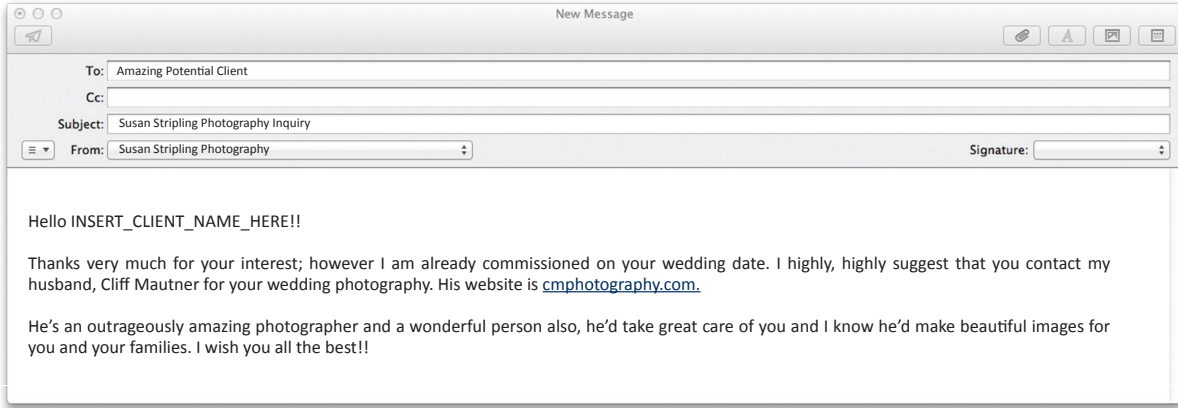 New Message
To: Amazing Potential Client
Cc:
Subject: Susan Stripling Photography Inquiry
From: Susan Stripling Photography Signature:
Hello INSERT_CLIENT_NAME_HERE!!
Thanks very much for your interest; however I am already commissioned on your wedding date. I highly, highly suggest that you contact my
husband, Cliff Mautner for your wedding photography. His website is cmphotography.com.
He's an outrageously amazing photographer and a wonderful person also, he'd take great care of you and I know he'd make beautiful images for
you and your families. I wish you all the best!!